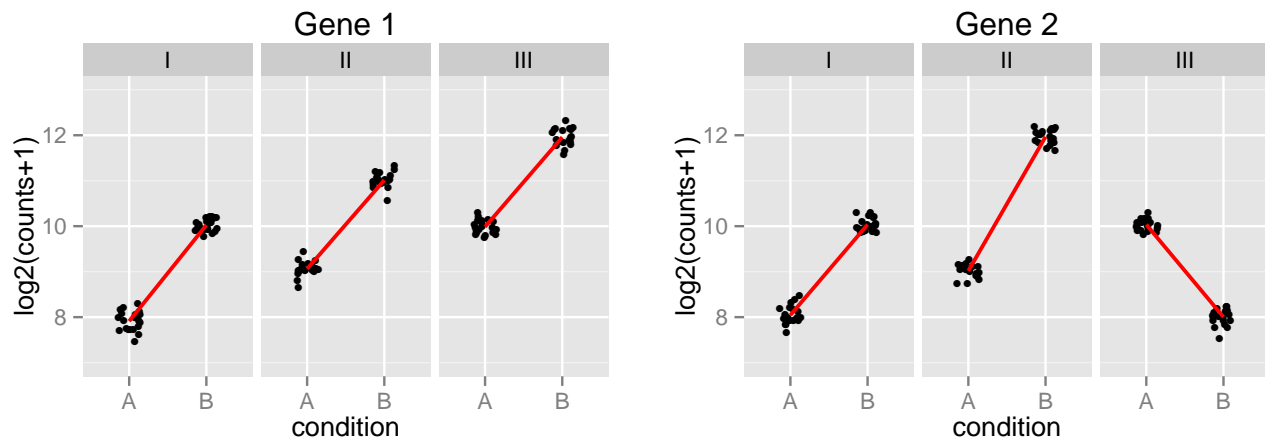 Gene 1
I II III
log2(counts+1)
12
10
8
A B A B A B
condition
Gene 2
I II III
log2(counts+1)
12
10
8
A B A B A B
condition